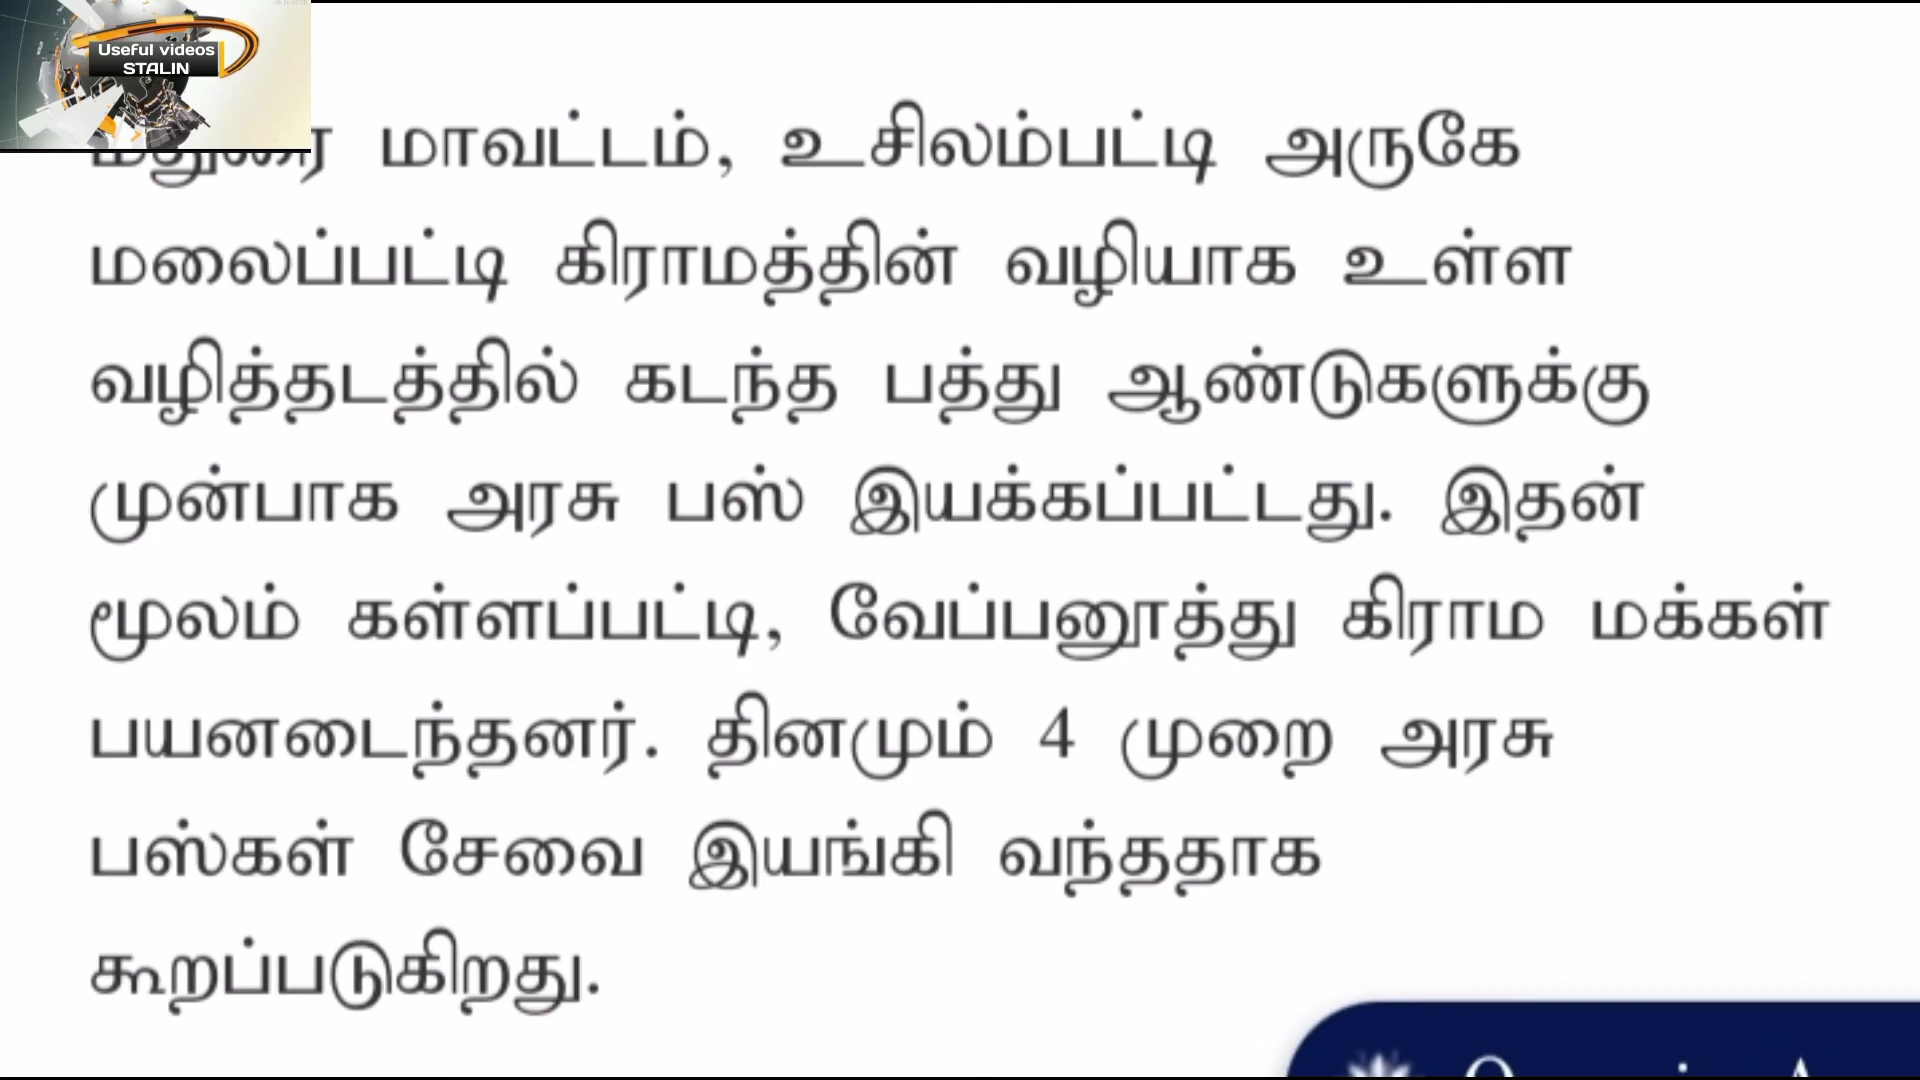 Useful videos
STALIN
மதுரை மாவட்டம், உசிலம்பட்டி அருகே
மலைப்பட்டி கிராமத்தின் வழியாக உள்ள
வழித்தடத்தில் கடந்த பத்து ஆண்டுகளுக்கு
முன்பாக அரசு பஸ் இயக்கப்பட்டது. இதன்
மூலம் கள்ளப்பட்டி, வேப்பனூத்து கிராம மக்கள்
பயனடைந்தனர். தினமும் 4 முறை அரசு
பஸ்கள் சேவை இயங்கி வந்ததாக
கூறப்படுகிறது.